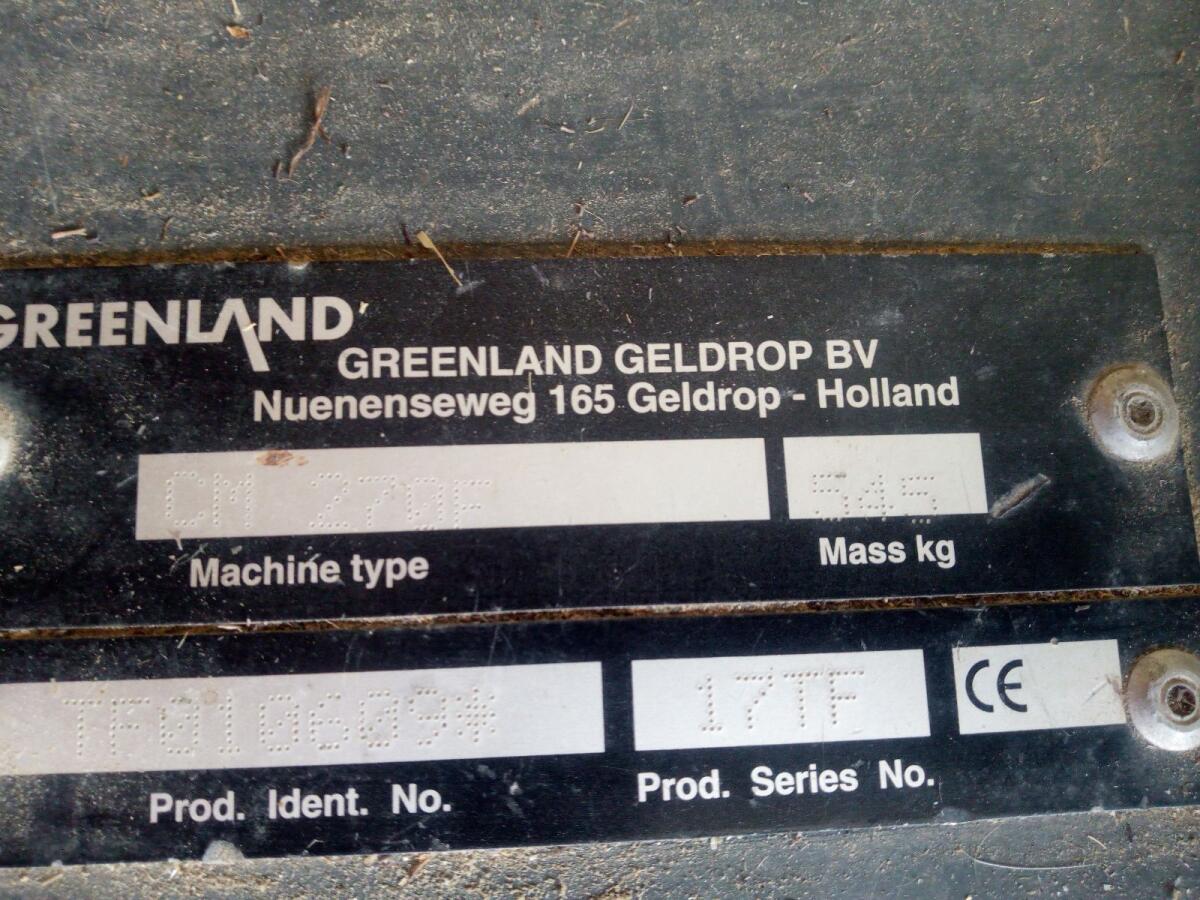 GREENLAND
GREENLAND GELDROP BV
Nuenenseweg 165 Geldrop - Holland
CM 270F 545
Machine type Mass kg
TF010609* 17TF CE
Prod. Ident. No. Prod. Series No.